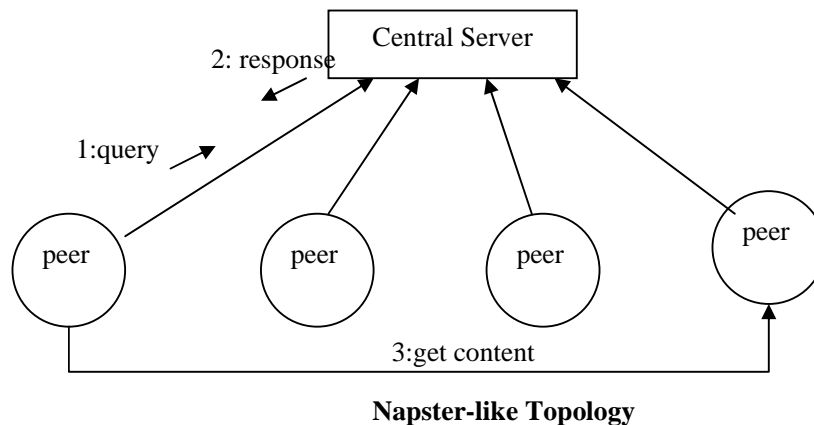 Central Server
2: response
1:query
peer
peer
peer
peer
3:get content
Napster-like Topology